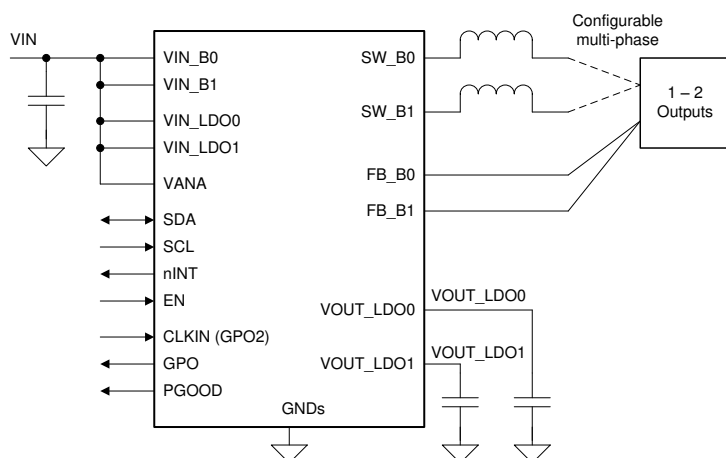 VIN
VIN_B0
VIN_B1
VIN_LDO0
VIN_LDO1
VANA
SDA
SCL
nINT
EN
CLKIN (GPO2)
GPO
PGOOD
GNDs
SW_B0
SW_B1
FB_B0
FB_B1
VOUT_LDO0
VOUT_LDO1
VOUT_LDO0
VOUT_LDO1
Configurable
multi-phase
1 – 2
Outputs